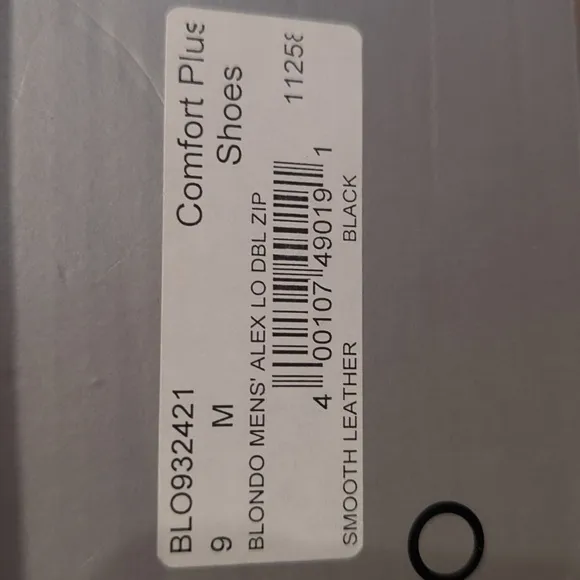 BLO932421
Comfort Plus
9 M
Shoes
BLONDO MENS' ALEX LO DBL ZIP
11258
4 00107 49019 1
SMOOTH LEATHER
BLACK